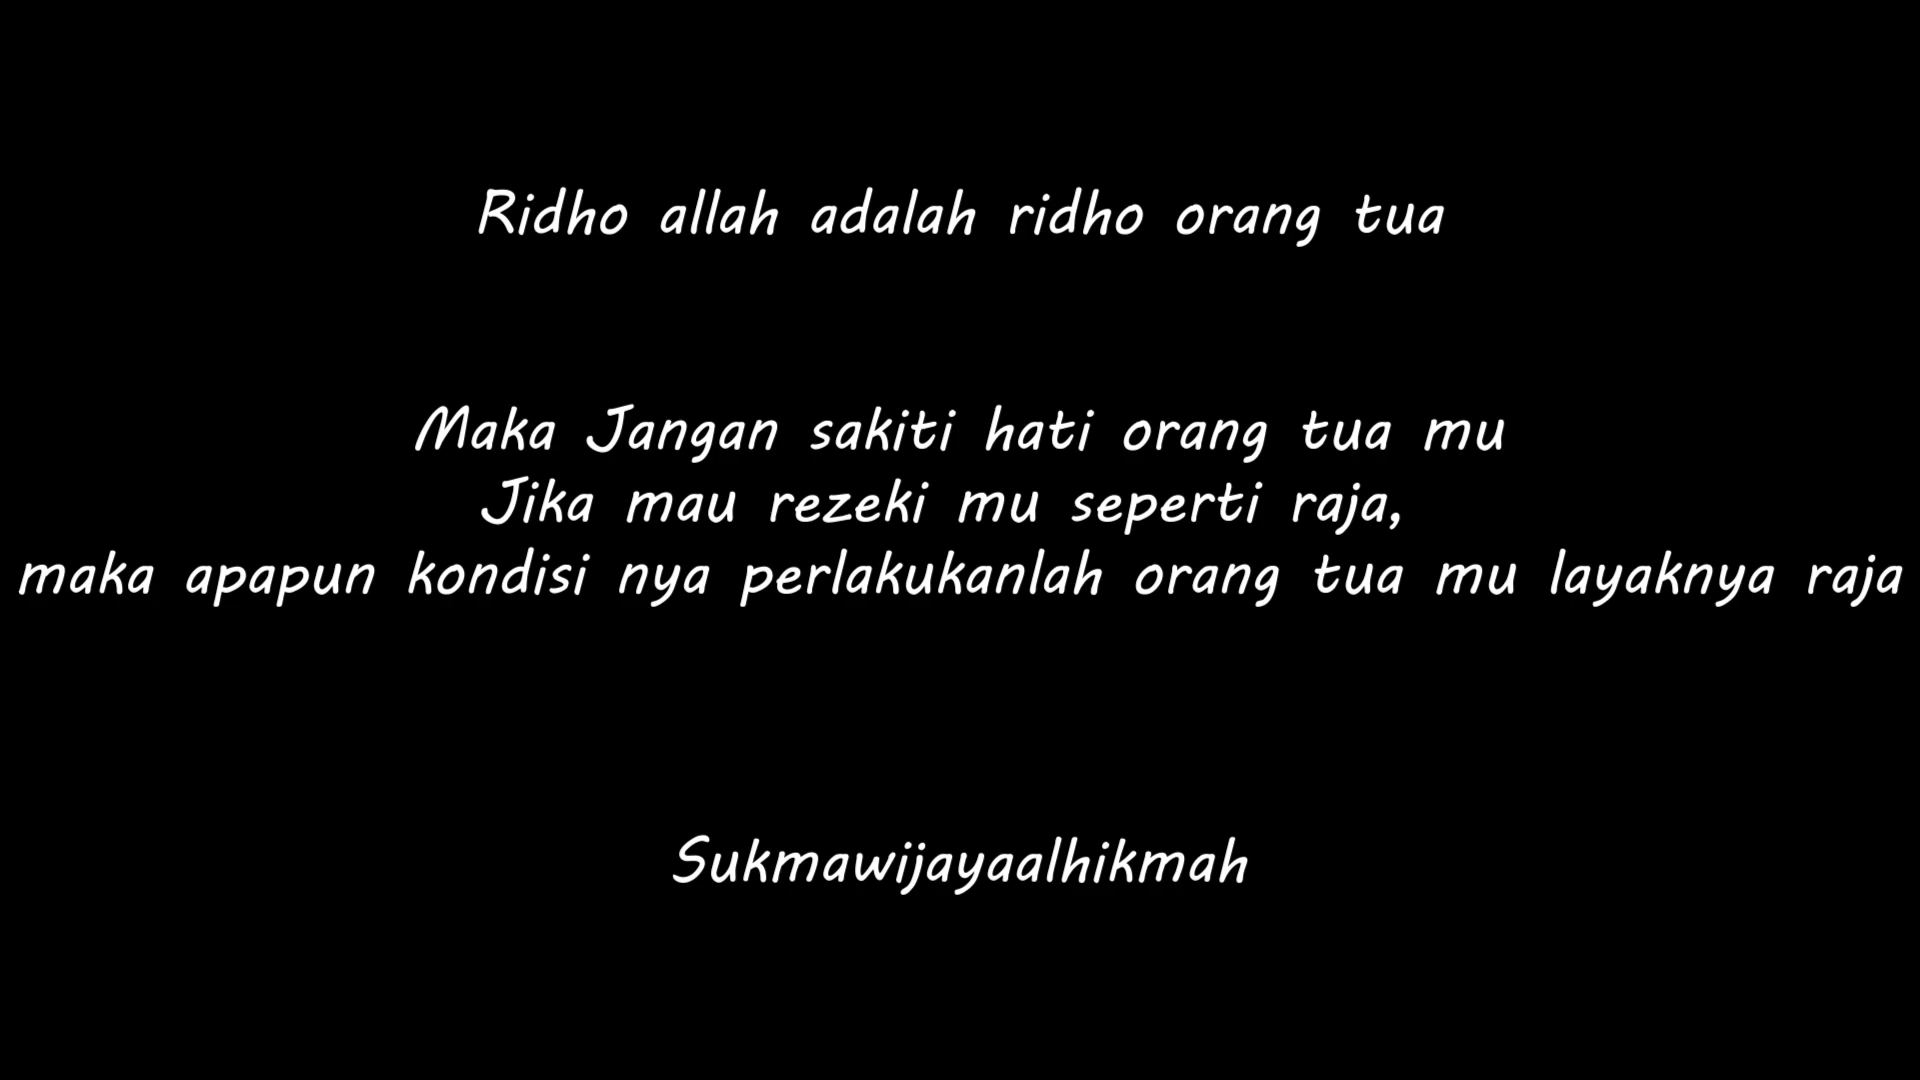 Ridho allah adalah ridho orang tua
Maka Jangan sakiti hati orang tua mu
Jika mau rezeki mu seperti raja,
maka apapun kondisi nya perlakukanlah orang tua mu layaknya raja
Sukmawijayaalhikmah